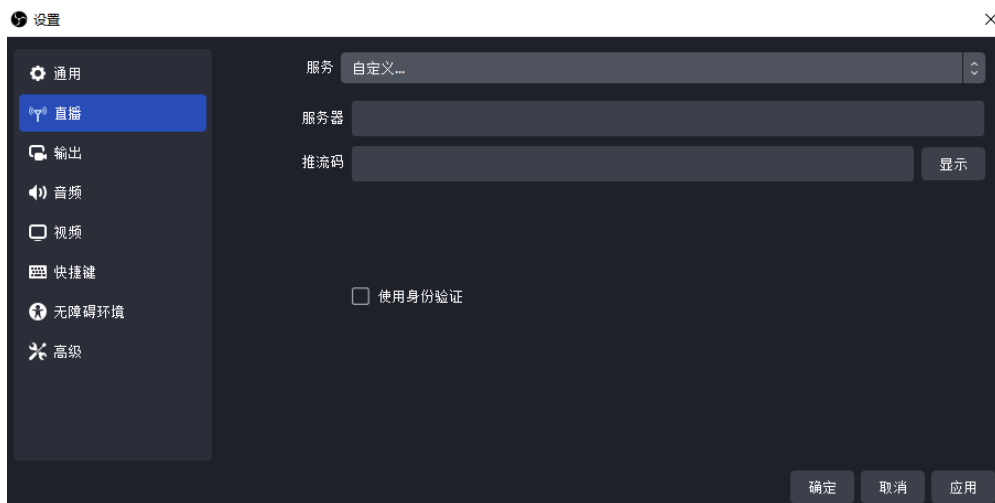 设置
通用
直播
输出
音频
视频
快捷键
无障碍环境
高级
服务 自定义...
服务器
推流码 显示
使用身份验证
确定 取消 应用